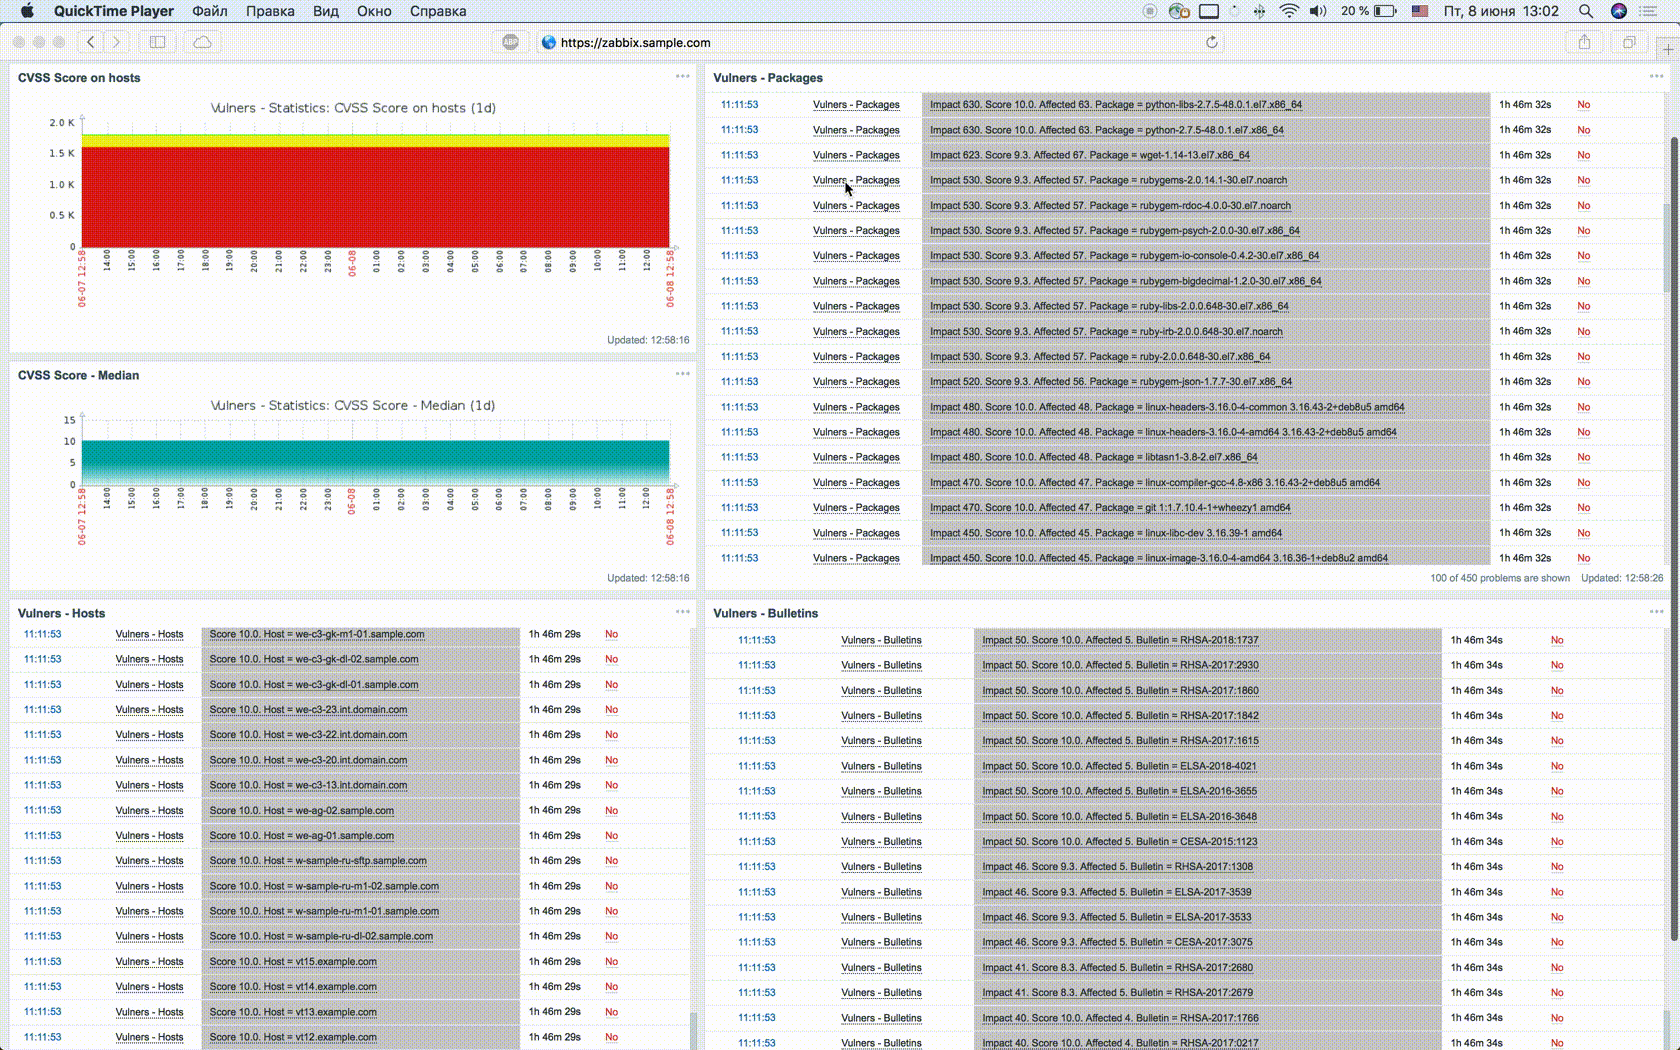 QuickTime Player Файл Правка Вид Окно Справка 20 % Пт, 8 июня 13:02
ABP https://zabbix.sample.com
CVSS Score on hosts
Vulners - Statistics: CVSS Score on hosts (1d)
2.0 K
1.5 K
1.0 K
0.5 K
0
06-07 12:58 14:00 15:00 16:00 17:00 18:00 19:00 20:00 21:00 22:00 23:00 06-08 01:00 02:00 03:00 04:00 05:00 06:00 07:00 08:00 09:00 10:00 11:00 12:00 06-08 12:58
Updated: 12:58:16
CVSS Score - Median
Vulners - Statistics: CVSS Score - Median (1d)
15
10
5
0
06-07 12:58 14:00 15:00 16:00 17:00 18:00 19:00 20:00 21:00 22:00 23:00 06-08 01:00 02:00 03:00 04:00 05:00 06:00 07:00 08:00 09:00 10:00 11:00 12:00 06-08 12:58
Updated: 12:58:16
Vulners - Packages
11:11:53 Vulners - Packages Impact 630. Score 10.0. Affected 63. Package = python-libs-2.7.5-48.0.1.el7.x86_64 1h 46m 32s No
11:11:53 Vulners - Packages Impact 630. Score 10.0. Affected 63. Package = python-2.7.5-48.0.1.el7.x86_64 1h 46m 32s No
11:11:53 Vulners - Packages Impact 623. Score 9.3. Affected 67. Package = wget-1.14-13.el7.x86_64 1h 46m 32s No
11:11:53 Vulners - Packages Impact 530. Score 9.3. Affected 57. Package = rubygems-2.0.14.1-30.el7.noarch 1h 46m 32s No
11:11:53 Vulners - Packages Impact 530. Score 9.3. Affected 57. Package = rubygem-rdoc-4.0.0-30.el7.noarch 1h 46m 32s No
11:11:53 Vulners - Packages Impact 530. Score 9.3. Affected 57. Package = rubygem-psych-2.0.0-30.el7.x86_64 1h 46m 32s No
11:11:53 Vulners - Packages Impact 530. Score 9.3. Affected 57. Package = rubygem-io-console-0.4.2-30.el7.x86_64 1h 46m 32s No
11:11:53 Vulners - Packages Impact 530. Score 9.3. Affected 57. Package = rubygem-bigdecimal-1.2.0-30.el7.x86_64 1h 46m 32s No
11:11:53 Vulners - Packages Impact 530. Score 9.3. Affected 57. Package = ruby-libs-2.0.0.648-30.el7.x86_64 1h 46m 32s No
11:11:53 Vulners - Packages Impact 530. Score 9.3. Affected 57. Package = ruby-irb-2.0.0.648-30.el7.noarch 1h 46m 32s No
11:11:53 Vulners - Packages Impact 530. Score 9.3. Affected 57. Package = ruby-2.0.0.648-30.el7.x86_64 1h 46m 32s No
11:11:53 Vulners - Packages Impact 520. Score 9.3. Affected 56. Package = rubygem-json-1.7.7-30.el7.x86_64 1h 46m 32s No
11:11:53 Vulners - Packages Impact 480. Score 10.0. Affected 48. Package = linux-headers-3.16.0-4-common 3.16.43-2+deb8u5 amd64 1h 46m 32s No
11:11:53 Vulners - Packages Impact 480. Score 10.0. Affected 48. Package = linux-headers-3.16.0-4-amd64 3.16.43-2+deb8u5 amd64 1h 46m 32s No
11:11:53 Vulners - Packages Impact 480. Score 10.0. Affected 48. Package = libtasn1-3.8-2.el7.x86_64 1h 46m 32s No
11:11:53 Vulners - Packages Impact 470. Score 10.0. Affected 47. Package = linux-compiler-gcc-4.8-x86 3.16.43-2+deb8u5 amd64 1h 46m 32s No
11:11:53 Vulners - Packages Impact 470. Score 10.0. Affected 47. Package = git 1:1.7.10.4-1+wheezy1 amd64 1h 46m 32s No
11:11:53 Vulners - Packages Impact 450. Score 10.0. Affected 45. Package = linux-libc-dev 3.16.39-1 amd64 1h 46m 32s No
11:11:53 Vulners - Packages Impact 450. Score 10.0. Affected 45. Package = linux-image-3.16.0-4-amd64 3.16.36-1+deb8u2 amd64 1h 46m 32s No
100 of 450 problems are shown Updated: 12:58:26
Vulners - Hosts
11:11:53 Vulners - Hosts Score 10.0. Host = we-c3-gk-m1-01.sample.com 1h 46m 29s No
11:11:53 Vulners - Hosts Score 10.0. Host = we-c3-gk-dl-02.sample.com 1h 46m 29s No
11:11:53 Vulners - Hosts Score 10.0. Host = we-c3-gk-dl-01.sample.com 1h 46m 29s No
11:11:53 Vulners - Hosts Score 10.0. Host = we-c3-23.int.domain.com 1h 46m 29s No
11:11:53 Vulners - Hosts Score 10.0. Host = we-c3-22.int.domain.com 1h 46m 29s No
11:11:53 Vulners - Hosts Score 10.0. Host = we-c3-20.int.domain.com 1h 46m 29s No
11:11:53 Vulners - Hosts Score 10.0. Host = we-c3-13.int.domain.com 1h 46m 29s No
11:11:53 Vulners - Hosts Score 10.0. Host = we-ag-02.sample.com 1h 46m 29s No
11:11:53 Vulners - Hosts Score 10.0. Host = we-ag-01.sample.com 1h 46m 29s No
11:11:53 Vulners - Hosts Score 10.0. Host = w-sample-ru-sftp.sample.com 1h 46m 29s No
11:11:53 Vulners - Hosts Score 10.0. Host = w-sample-ru-m1-02.sample.com 1h 46m 29s No
11:11:53 Vulners - Hosts Score 10.0. Host = w-sample-ru-m1-01.sample.com 1h 46m 29s No
11:11:53 Vulners - Hosts Score 10.0. Host = w-sample-ru-dl-02.sample.com 1h 46m 29s No
11:11:53 Vulners - Hosts Score 10.0. Host = vt15.example.com 1h 46m 29s No
11:11:53 Vulners - Hosts Score 10.0. Host = vt14.example.com 1h 46m 29s No
11:11:53 Vulners - Hosts Score 10.0. Host = vt13.example.com 1h 46m 29s No
11:11:53 Vulners - Hosts Score 10.0. Host = vt12.example.com 1h 46m 29s No
Vulners - Bulletins
11:11:53 Vulners - Bulletins Impact 50. Score 10.0. Affected 5. Bulletin = RHSA-2018:1737 1h 46m 34s No
11:11:53 Vulners - Bulletins Impact 50. Score 10.0. Affected 5. Bulletin = RHSA-2017:2930 1h 46m 34s No
11:11:53 Vulners - Bulletins Impact 50. Score 10.0. Affected 5. Bulletin = RHSA-2017:1860 1h 46m 34s No
11:11:53 Vulners - Bulletins Impact 50. Score 10.0. Affected 5. Bulletin = RHSA-2017:1842 1h 46m 34s No
11:11:53 Vulners - Bulletins Impact 50. Score 10.0. Affected 5. Bulletin = RHSA-2017:1615 1h 46m 34s No
11:11:53 Vulners - Bulletins Impact 50. Score 10.0. Affected 5. Bulletin = ELSA-2018-4021 1h 46m 34s No
11:11:53 Vulners - Bulletins Impact 50. Score 10.0. Affected 5. Bulletin = ELSA-2016-3655 1h 46m 34s No
11:11:53 Vulners - Bulletins Impact 50. Score 10.0. Affected 5. Bulletin = ELSA-2016-3648 1h 46m 34s No
11:11:53 Vulners - Bulletins Impact 50. Score 10.0. Affected 5. Bulletin = CESA-2015:1123 1h 46m 34s No
11:11:53 Vulners - Bulletins Impact 46. Score 9.3. Affected 5. Bulletin = RHSA-2017:1308 1h 46m 34s No
11:11:53 Vulners - Bulletins Impact 46. Score 9.3. Affected 5. Bulletin = ELSA-2017-3539 1h 46m 34s No
11:11:53 Vulners - Bulletins Impact 46. Score 9.3. Affected 5. Bulletin = ELSA-2017-3533 1h 46m 34s No
11:11:53 Vulners - Bulletins Impact 46. Score 9.3. Affected 5. Bulletin = CESA-2017:3075 1h 46m 34s No
11:11:53 Vulners - Bulletins Impact 41. Score 8.3. Affected 5. Bulletin = RHSA-2017:2680 1h 46m 34s No
11:11:53 Vulners - Bulletins Impact 41. Score 8.3. Affected 5. Bulletin = RHSA-2017:2679 1h 46m 34s No
11:11:53 Vulners - Bulletins Impact 40. Score 10.0. Affected 4. Bulletin = RHSA-2017:1766 1h 46m 34s No
11:11:53 Vulners - Bulletins Impact 40. Score 10.0. Affected 4. Bulletin = RHSA-2017:0217 1h 46m 34s No